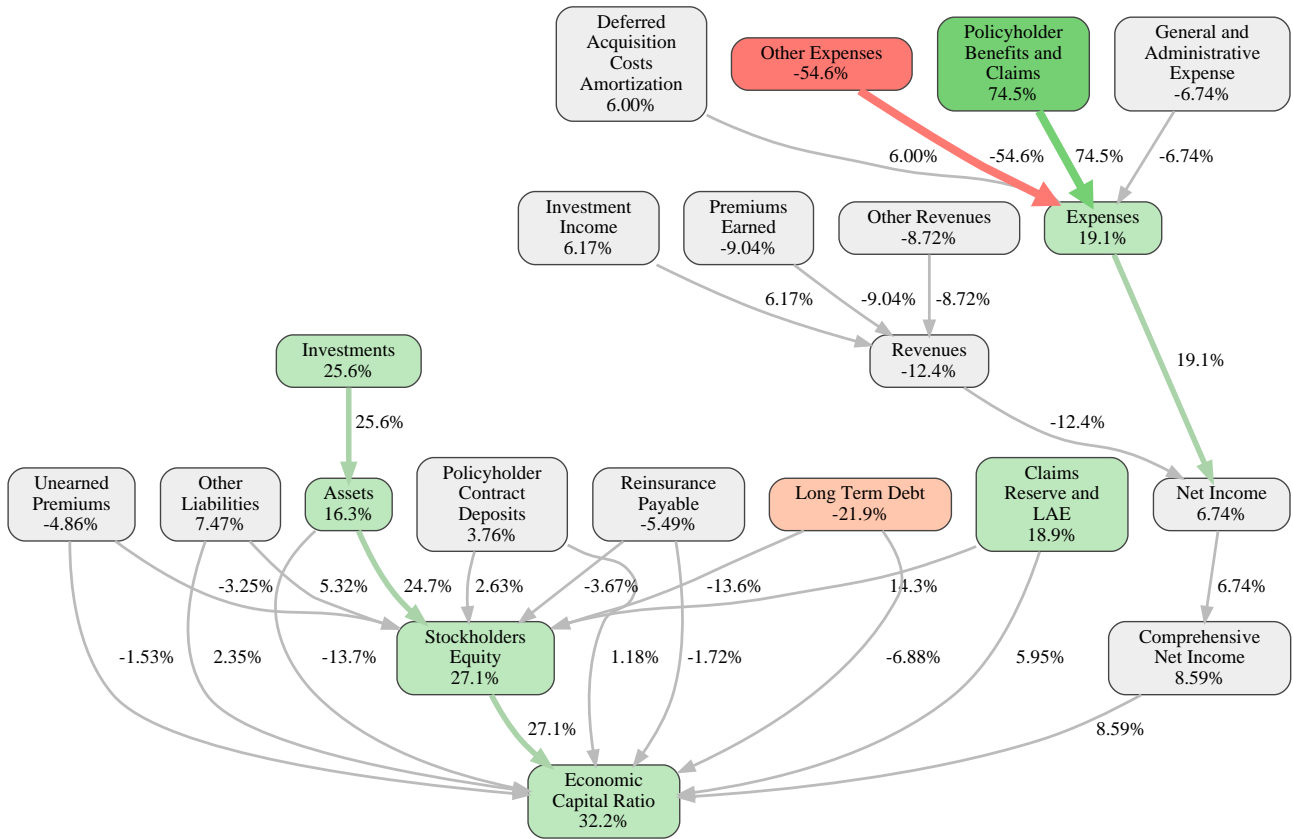 Deferred
Acquisition
Costs
Amortization
6.00%
Other Expenses
-54.6%
Policyholder
Benefits and
Claims
74.5%
General and
Administrative
Expense
-6.74%
6.00%
-54.6%
74.5%
-6.74%
Investment
Income
6.17%
Premiums
Earned
-9.04%
Other Revenues
-8.72%
Expenses
19.1%
6.17%
-9.04%
-8.72%
Investments
25.6%
Revenues
-12.4%
19.1%
25.6%
-12.4%
Unearned
Premiums
-4.86%
Other
Liabilities
7.47%
Assets
16.3%
Policyholder
Contract
Deposits
3.76%
Reinsurance
Payable
-5.49%
Long Term Debt
-21.9%
Claims
Reserve and
LAE
18.9%
Net Income
6.74%
-3.25%
5.32%
24.7%
2.63%
-3.67%
-13.6%
14.3%
6.74%
Stockholders
Equity
27.1%
Comprehensive
Net Income
8.59%
-1.53%
2.35%
-13.7%
1.18%
-1.72%
-6.88%
5.95%
27.1%
8.59%
Economic
Capital Ratio
32.2%